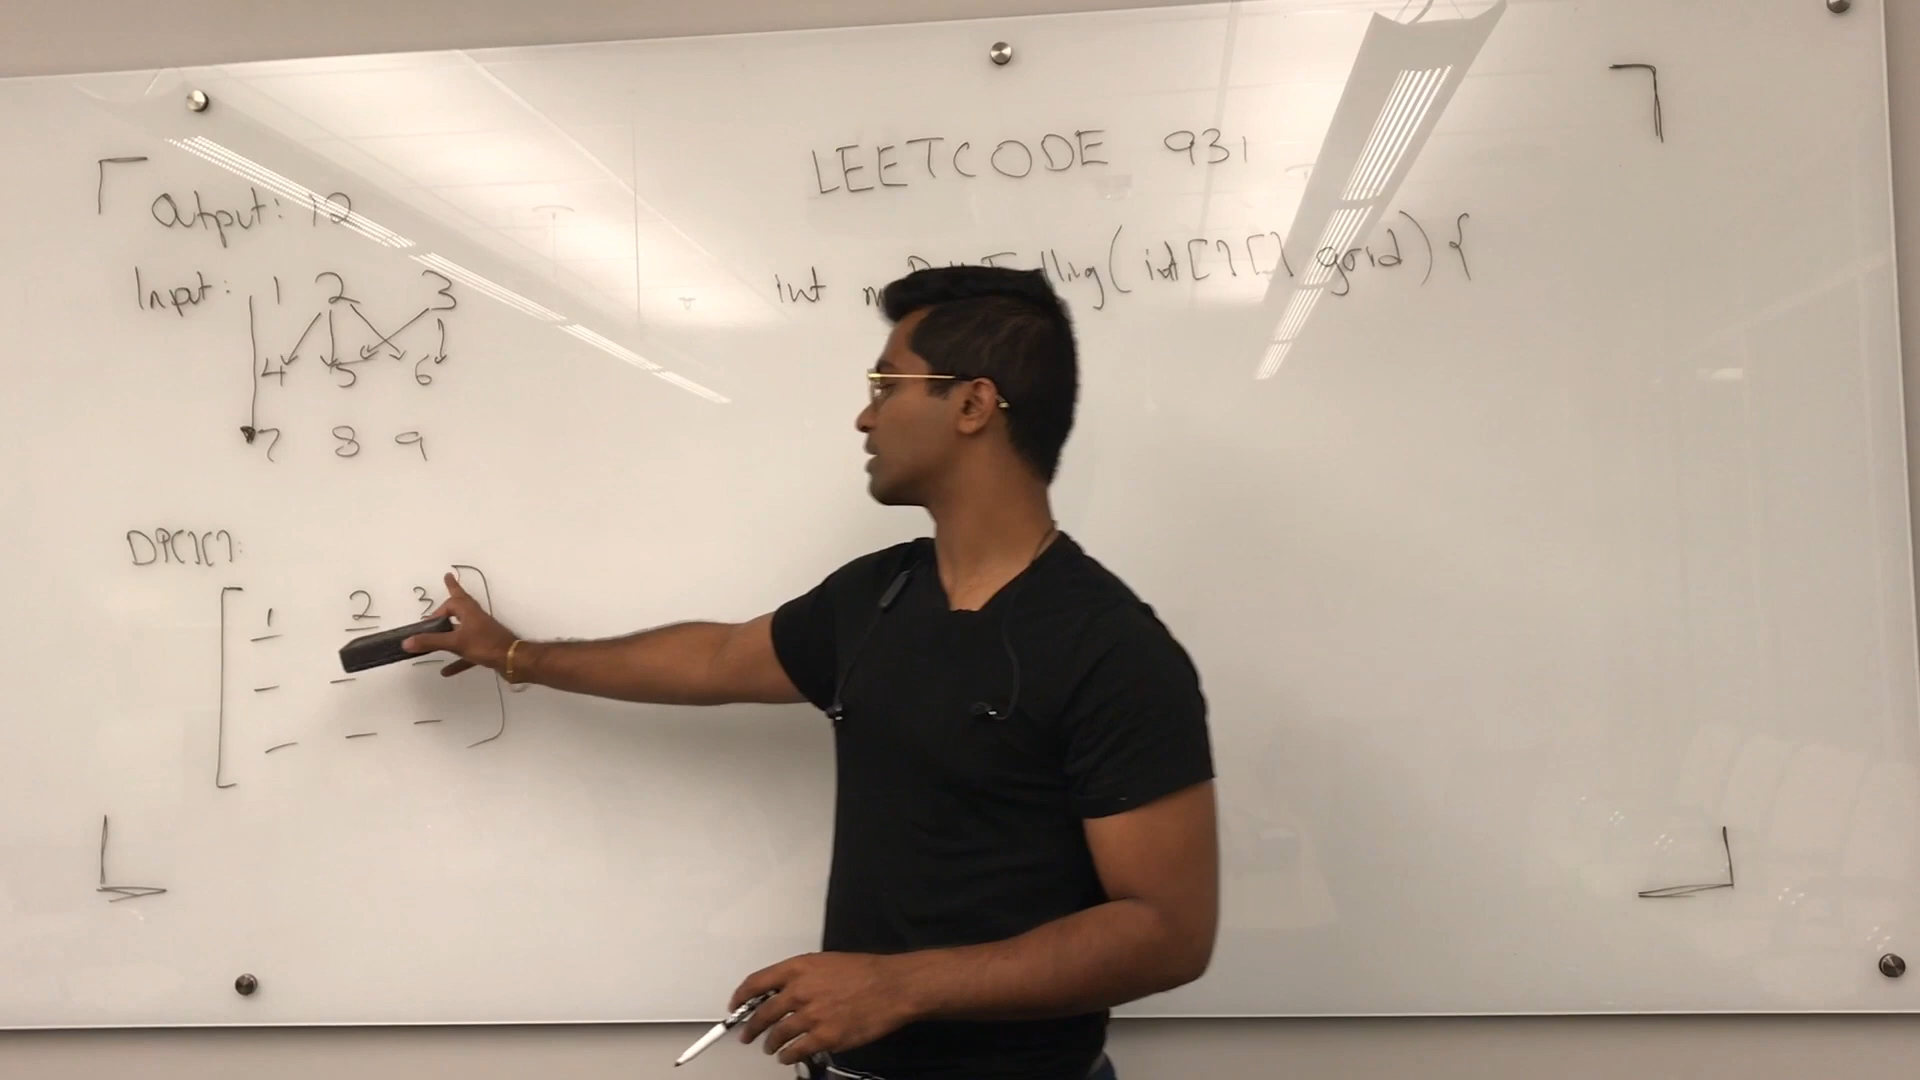 LEETCODE 931
int Falling(int[][] grid) {
Output: 12
Input: 1 2 3
4 5 6
7 8 9
DP[][]:
1 2 3